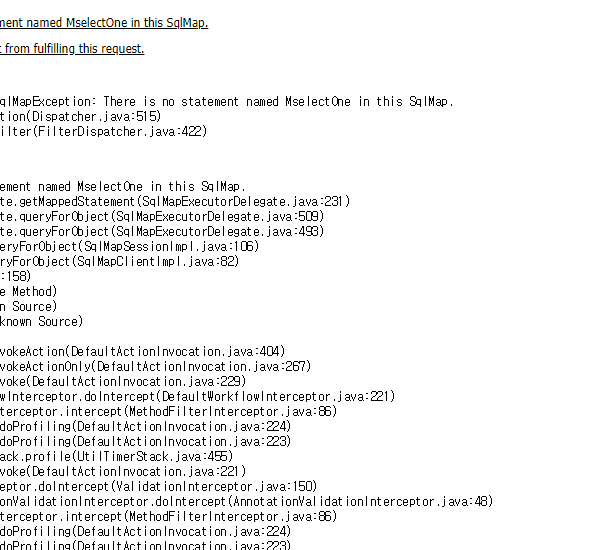 ment named MselectOne in this SqlMap.
t from fulfilling this request.
qlMapException: There is no statement named MselectOne in this SqlMap.
tion(Dispatcher.java:515)
ilter(FilterDispatcher.java:422)
ement named MselectOne in this SqlMap.
te.getMappedStatement(SqlMapExecutorDelegate.java:231)
te.queryForObject(SqlMapExecutorDelegate.java:509)
te.queryForObject(SqlMapExecutorDelegate.java:493)
eryForObject(SqlMapSessionImpl.java:106)
ryForObject(SqlMapClientImpl.java:82)
:158)
e Method)
n Source)
known Source)
vokeAction(DefaultActionInvocation.java:404)
vokeActionOnly(DefaultActionInvocation.java:267)
voke(DefaultActionInvocation.java:229)
wInterceptor.doIntercept(DefaultWorkflowInterceptor.java:221)
terceptor.intercept(MethodFilterInterceptor.java:86)
doProfiling(DefaultActionInvocation.java:224)
doProfiling(DefaultActionInvocation.java:223)
ack.profile(UtilTimerStack.java:455)
voke(DefaultActionInvocation.java:221)
eptor.doIntercept(ValidationInterceptor.java:150)
onValidationInterceptor.doIntercept(AnnotationValidationInterceptor.java:48)
terceptor.intercept(MethodFilterInterceptor.java:86)
doProfiling(DefaultActionInvocation.java:224)
doProfiling(DefaultActionInvocation.java:223)